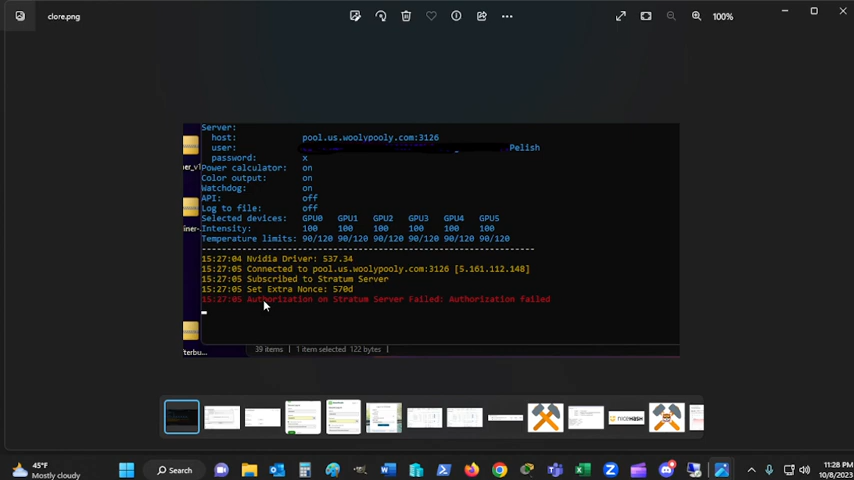 clore.png
100%
Server:
host: pool.us.woolypooly.com:3126
user: Pelish
password: x
Power calculator: on
Color output: on
Watchdog: on
API: off
Log to file: off
Selected devices: GPU0 GPU1 GPU2 GPU3 GPU4 GPU5
Intensity: 100 100 100 100 100 100
Temperature limits: 90/120 90/120 90/120 90/120 90/120 90/120
15:27:04 Nvidia Driver: 537.34
15:27:05 Connected to pool.us.woolypooly.com:3126 [5.161.112.148]
15:27:05 Subscribed to Stratum Server
15:27:05 Set Extra Nonce: 570d
15:27:05 Authorization on Stratum Server Failed: Authorization failed
39 items | 1 item selected 122 bytes |
nicehash
45°F
Mostly cloudy
Search
11:28 PM
10/8/2023